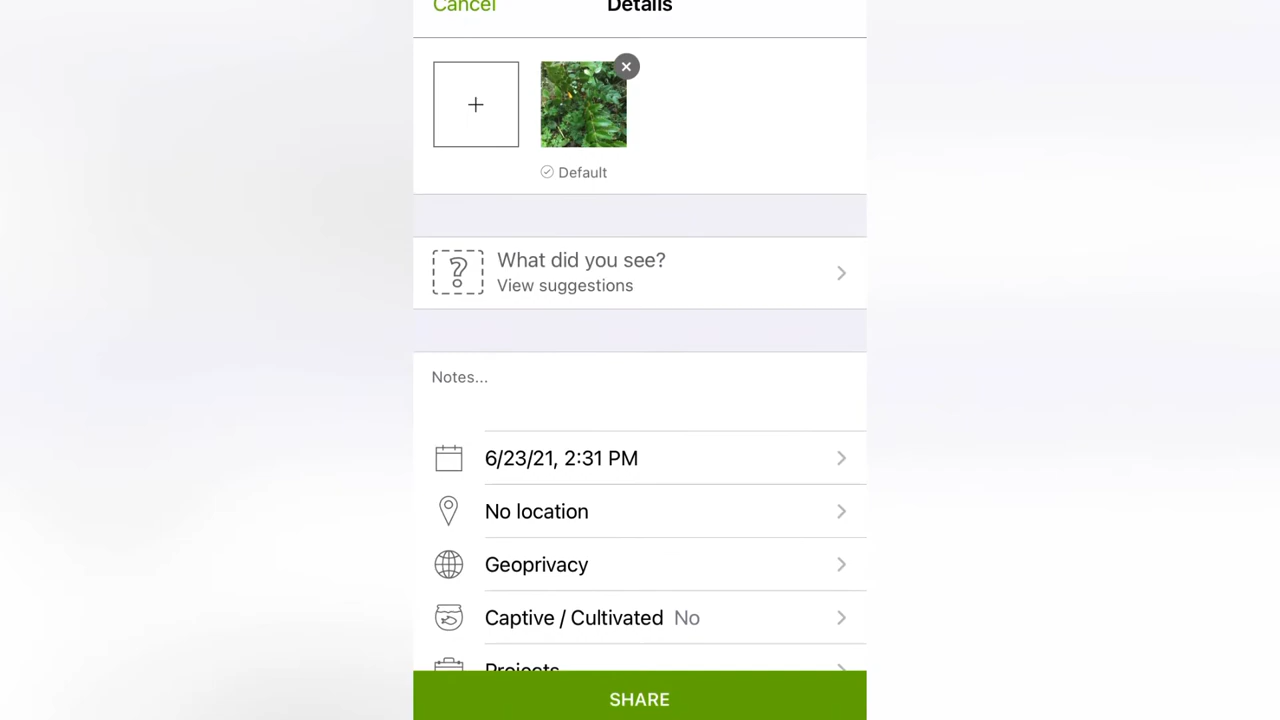 Cancel
Details
Default
What did you see?
View suggestions
Notes...
6/23/21, 2:31 PM
No location
Geoprivacy
Captive / Cultivated No
Projects
SHARE